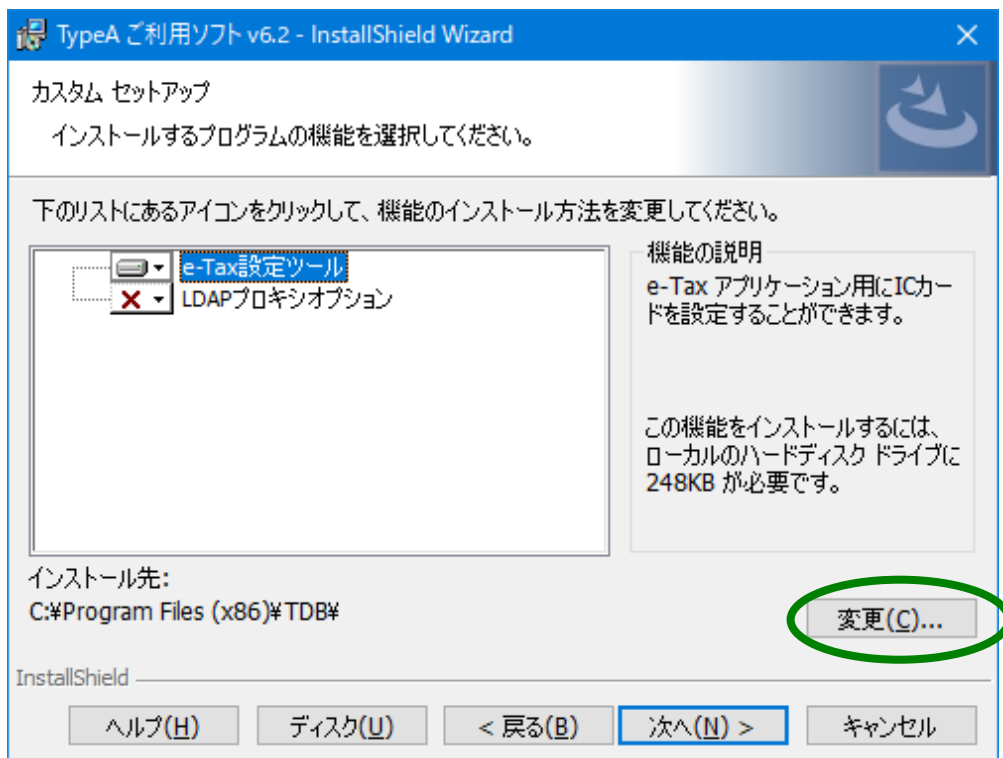 TypeA ご利用ソフト v6.2 - InstallShield Wizard
カスタム セットアップ
インストールするプログラムの機能を選択してください。
下のリストにあるアイコンをクリックして、機能のインストール方法を変更してください。
e-Tax設定ツール
LDAPプロキシオプション
機能の説明
e-Tax アプリケーション用にICカー
ドを設定することができます。
この機能をインストールするには、
ローカルのハードディスク ドライブに
248KB が必要です。
インストール先:
C:¥Program Files (x86)¥TDB¥
変更(C)...
InstallShield
ヘルプ(H)
ディスク(U)
< 戻る(B)
次へ(N) >
キャンセル